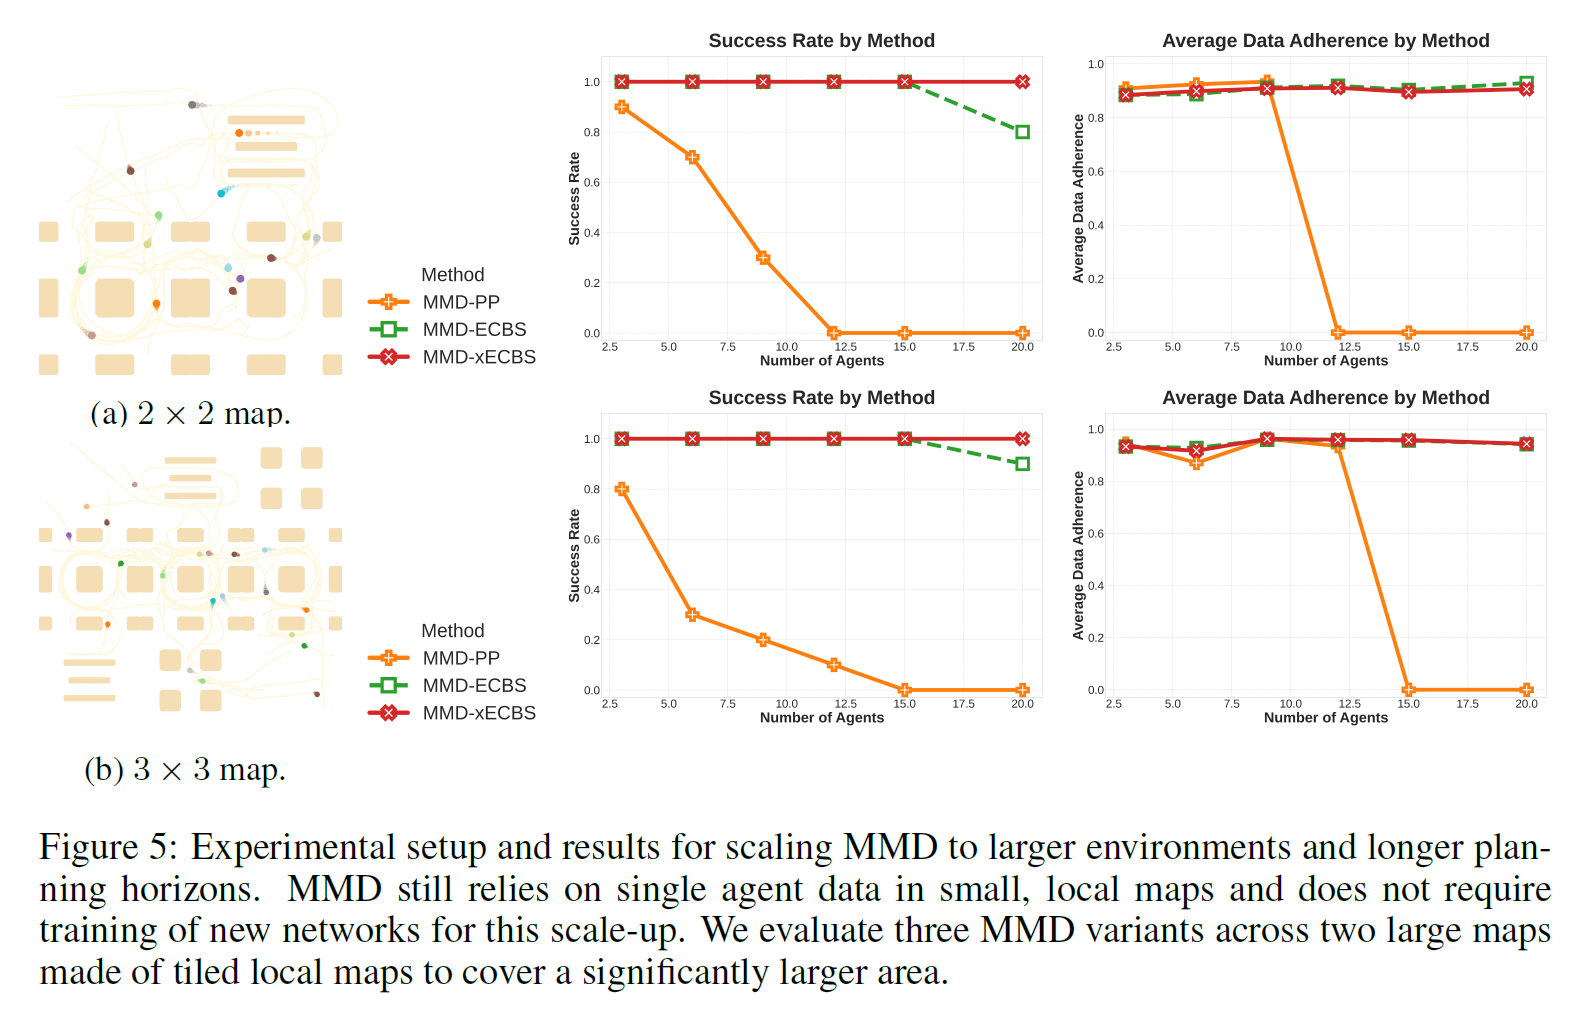 Success Rate by Method
Success Rate
1.0
0.8
0.6
0.4
0.2
0.0
2.5 5.0 7.5 10.0 12.5 15.0 17.5 20.0
Number of Agents
Average Data Adherence by Method
Average Data Adherence
1.0
0.8
0.6
0.4
0.2
0.0
2.5 5.0 7.5 10.0 12.5 15.0 17.5 20.0
Number of Agents
Method
MMD-PP
MMD-ECBS
MMD-xECBS
(a) 2 × 2 map.
Success Rate by Method
Success Rate
1.0
0.8
0.6
0.4
0.2
0.0
2.5 5.0 7.5 10.0 12.5 15.0 17.5 20.0
Number of Agents
Average Data Adherence by Method
Average Data Adherence
1.0
0.8
0.6
0.4
0.2
0.0
2.5 5.0 7.5 10.0 12.5 15.0 17.5 20.0
Number of Agents
Method
MMD-PP
MMD-ECBS
MMD-xECBS
(b) 3 × 3 map.
Figure 5: Experimental setup and results for scaling MMD to larger environments and longer plan-
ning horizons. MMD still relies on single agent data in small, local maps and does not require
training of new networks for this scale-up. We evaluate three MMD variants across two large maps
made of tiled local maps to cover a significantly larger area.